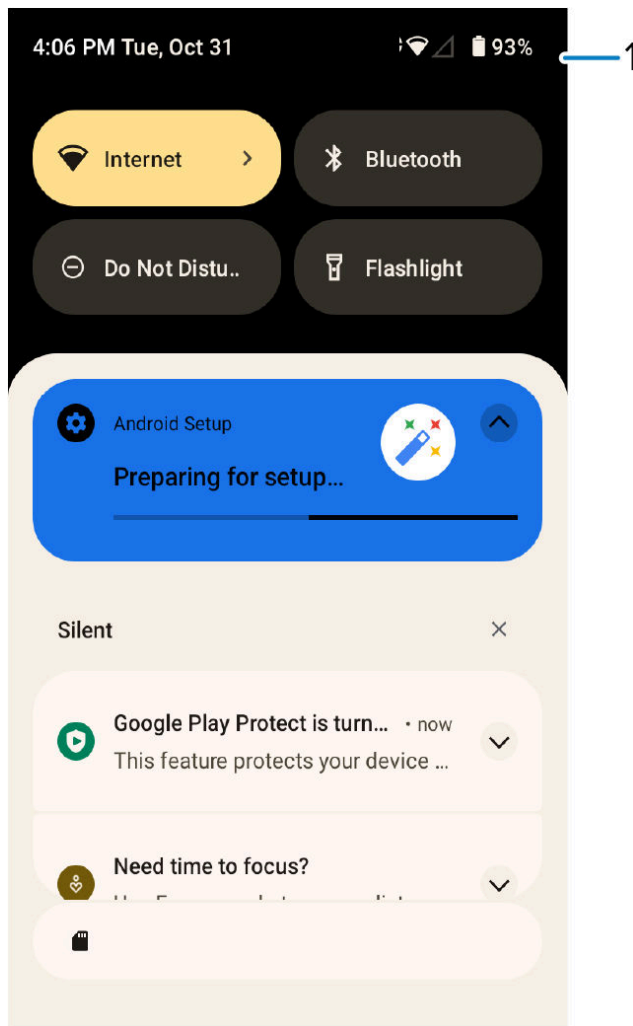 4:06 PM Tue, Oct 31 93% 1
Internet Bluetooth
Do Not Distu.. Flashlight
Android Setup
Preparing for setup...
Silent
Google Play Protect is turn... • now
This feature protects your device ...
Need time to focus?